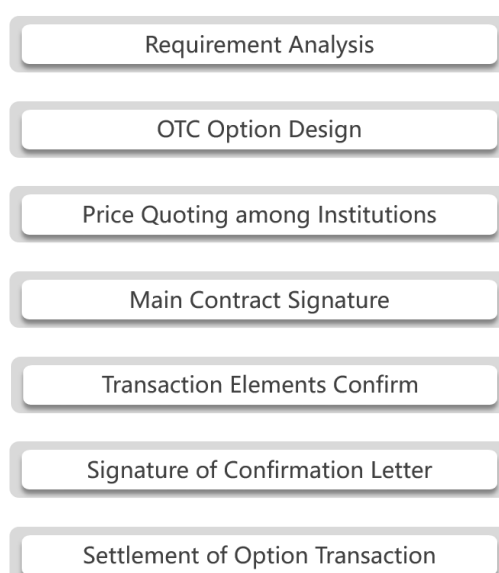 Requirement Analysis
OTC Option Design
Price Quoting among Institutions
Main Contract Signature
Transaction Elements Confirm
Signature of Confirmation Letter
Settlement of Option Transaction